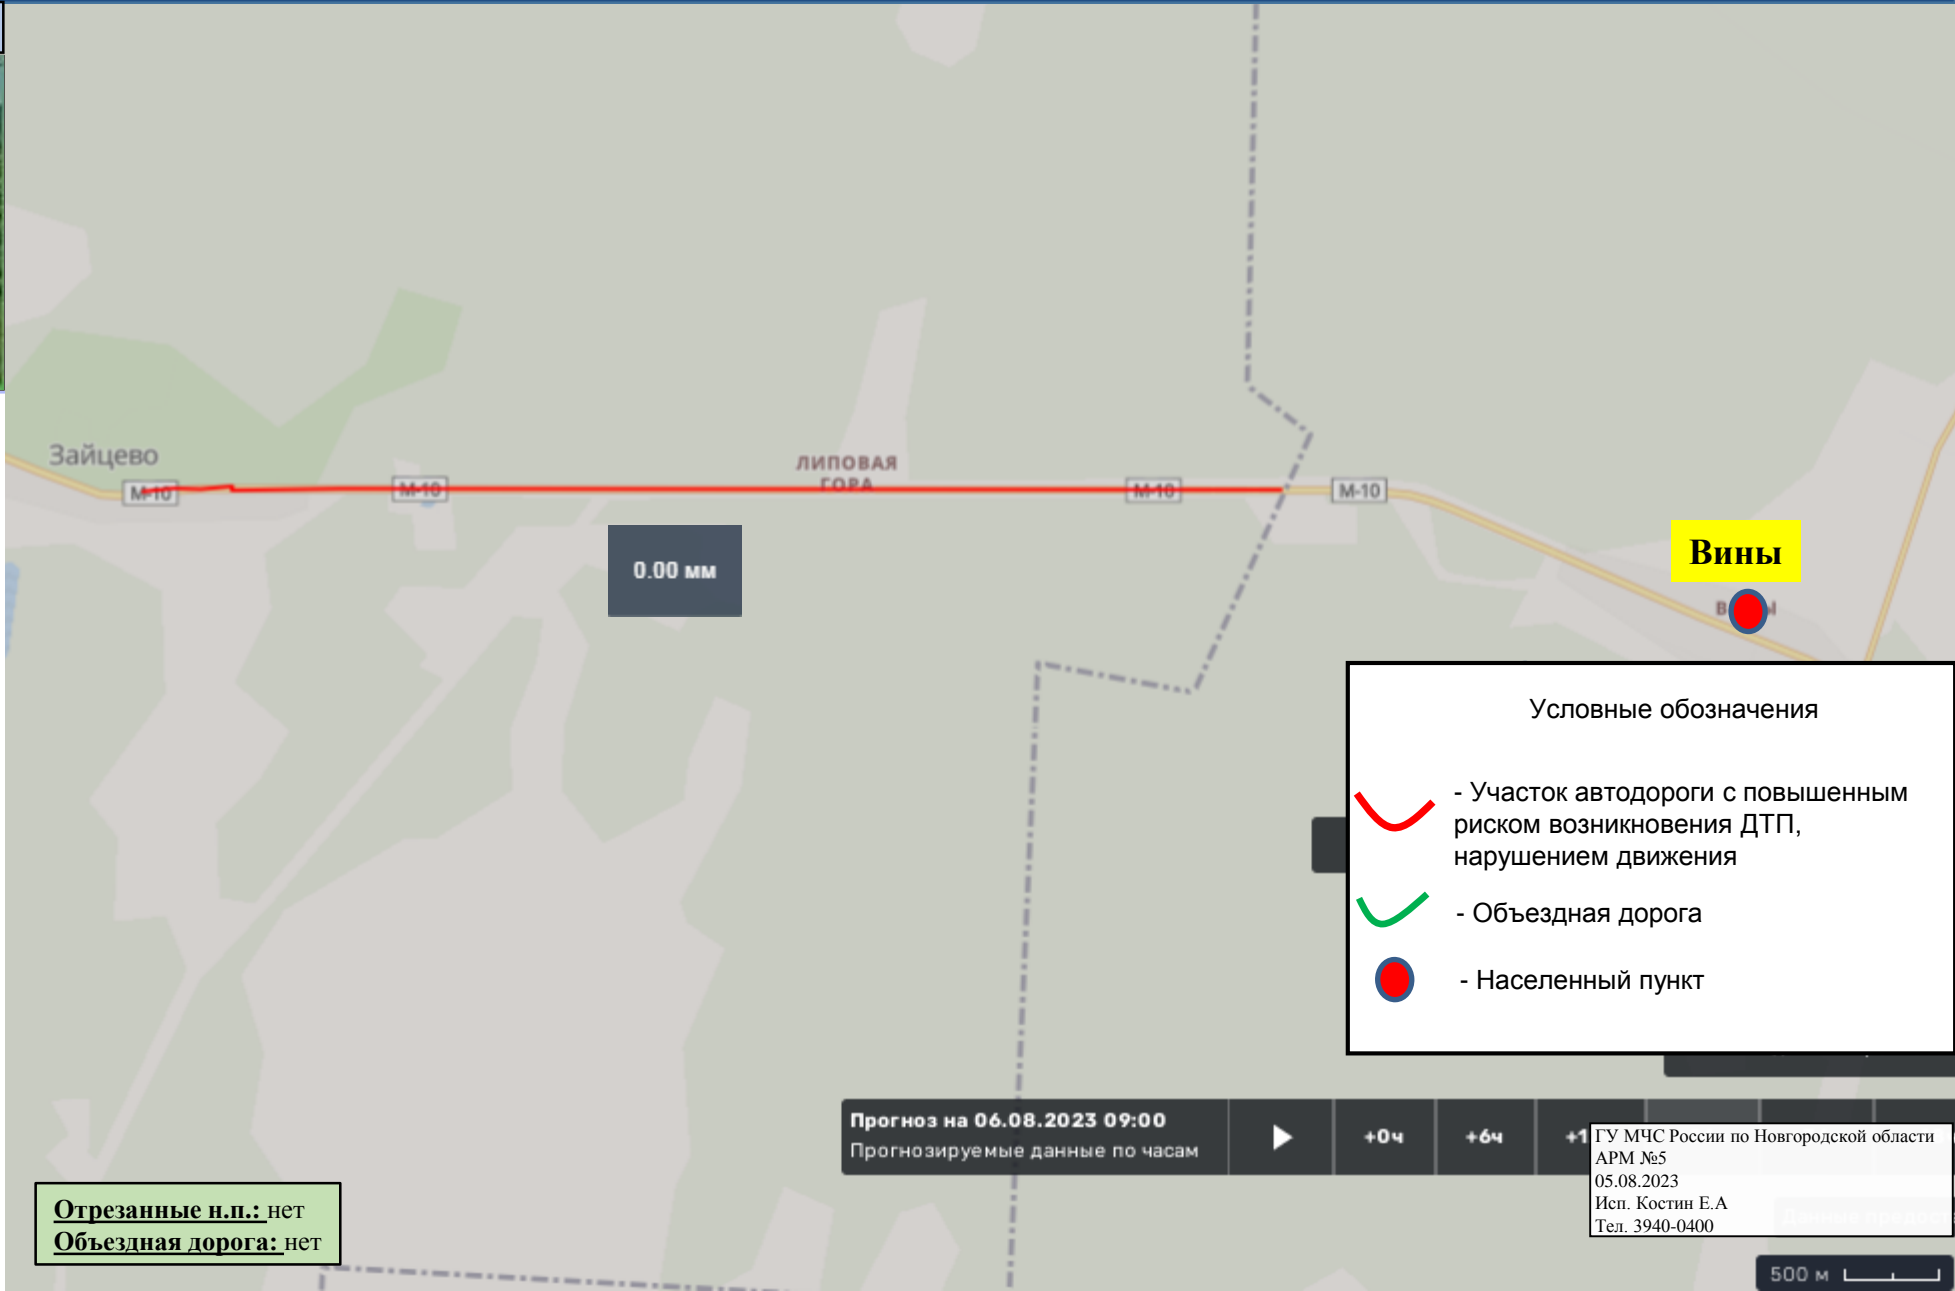 Зайцево
М-10
М-10
ЛИПОВАЯ
ГОРА
М-10
М-10
0.00 мм
Вины
Условные обозначения
- Участок автодороги с повышенным
риском возникновения ДТП,
нарушением движения
- Объездная дорога
- Населенный пункт
Прогноз на 06.08.2023 09:00
Прогнозируемые данные по часам
+0ч
+6ч
+1
ГУ МЧС России по Новгородской области
АРМ №5
05.08.2023
Исп. Костин Е.А
Тел. 3940-0400
Отрезанные н.п.: нет
Объездная дорога: нет
500 м